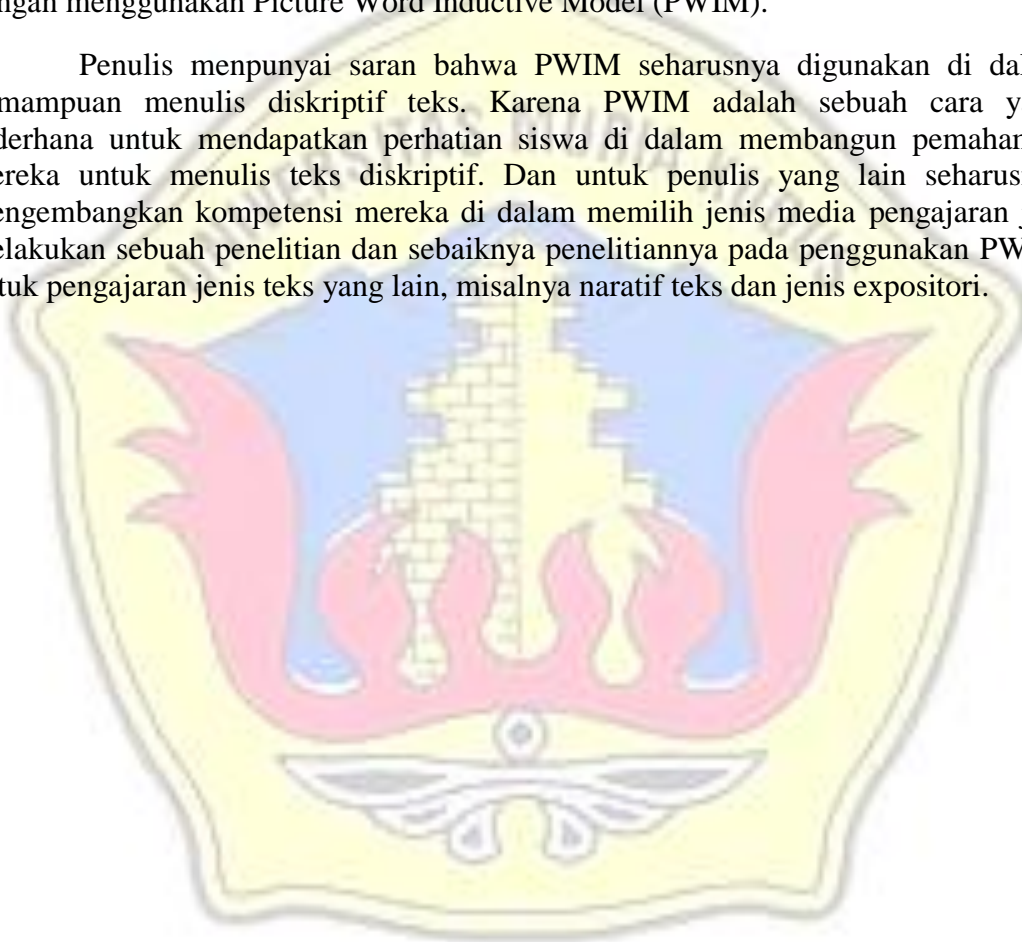 ngan menggunakan Picture Word Inductive Model (PWIM).
Penulis menpunyai saran bahwa PWIM seharusnya digunakan di dal
mampuan menulis diskriptif teks. Karena PWIM adalah sebuah cara y
derhana untuk mendapatkan perhatian siswa di dalam membangun pemahan
ereka untuk menulis teks diskriptif. Dan untuk penulis yang lain seharus
engembangkan kompetensi mereka di dalam memilih jenis media pengajaran j
elakukan sebuah penelitian dan sebaiknya penelitiannya pada penggunakan PW
tuk pengajaran jenis teks yang lain, misalnya naratif teks dan jenis expositori.